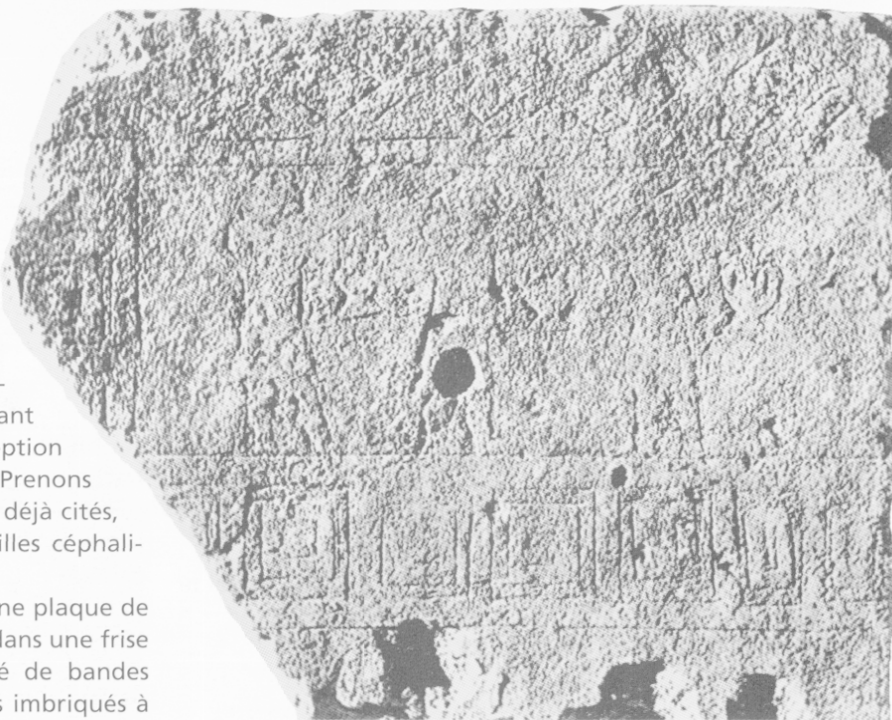 -
ant
ption
Prenons
déjà cités,
illes céphali-
ne plaque de
dans une frise
é de bandes
s imbriqués à